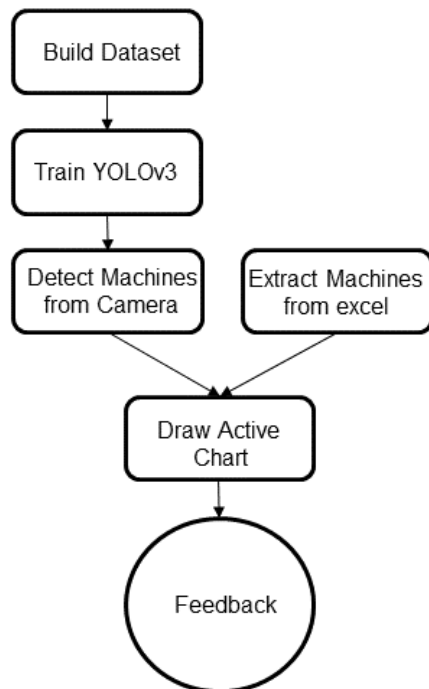 Build Dataset
Train YOLOv3
Detect Machines
from Camera
Extract Machines
from excel
Draw Active
Chart
Feedback